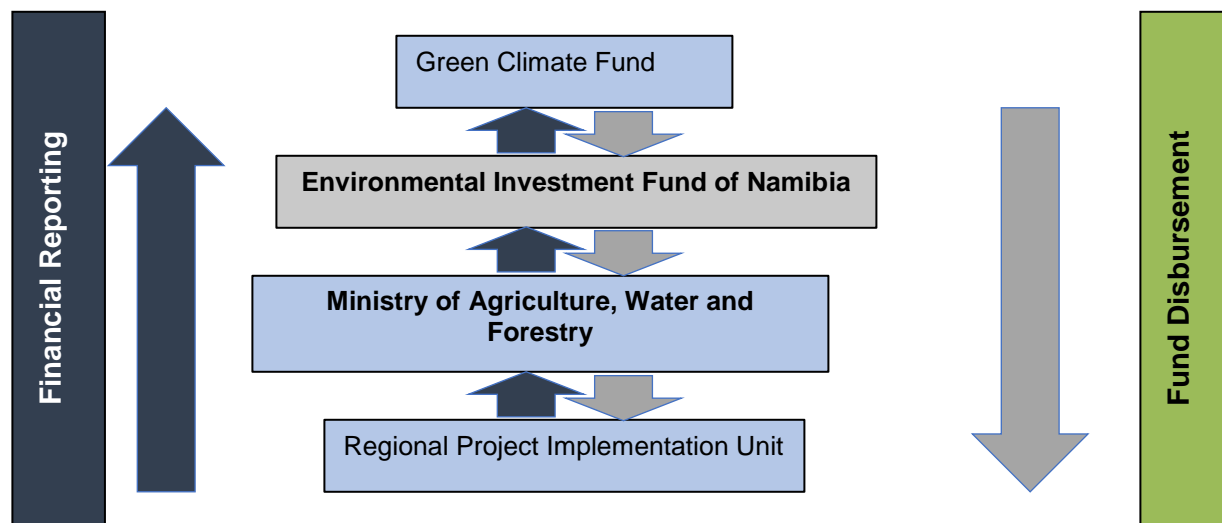 Financial Reporting
Green Climate Fund
Environmental Investment Fund of Namibia
Ministry of Agriculture, Water and
Forestry
Regional Project Implementation Unit
Fund Disbursement